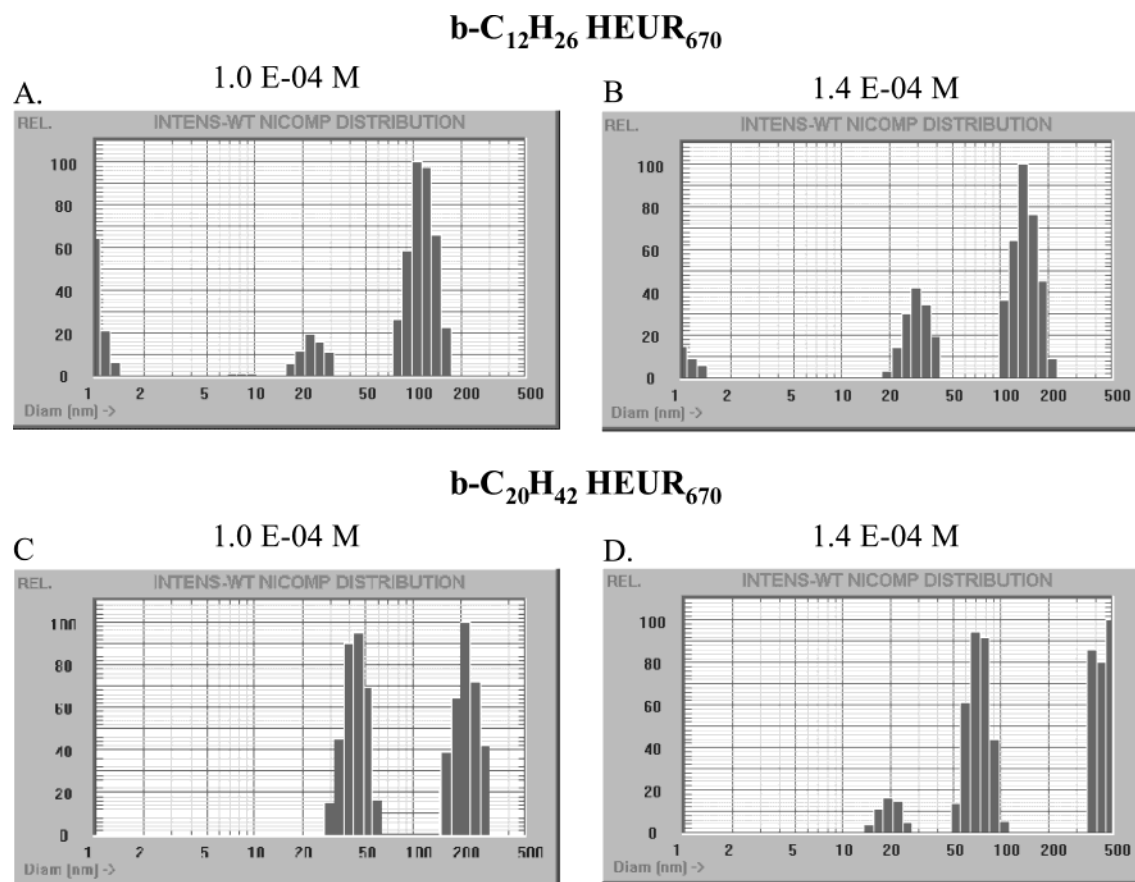 b-C12H26 HEUR670
1.0 E-04 M
1.4 E-04 M
A.
B
REL. INTENS-WT NICOMP DISTRIBUTION
100
80
60
40
20
0
1 2 5 10 20 50 100 200 500
Diam (nm) ->
REL. INTENS-WT NICOMP DISTRIBUTION
100
80
60
40
20
0
1 2 5 10 20 50 100 200 500
Diam (nm) ->
b-C20H42 HEUR670
1.0 E-04 M
1.4 E-04 M
C
D.
REL. INTENS-WT NICOMP DISTRIBUTION
100
80
60
40
20
0
1 2 5 10 20 50 100 200 500
Diam (nm) ->
REL. INTENS-WT NICOMP DISTRIBUTION
100
80
60
40
20
0
1 2 5 10 20 50 100 200 500
Diam (nm) ->